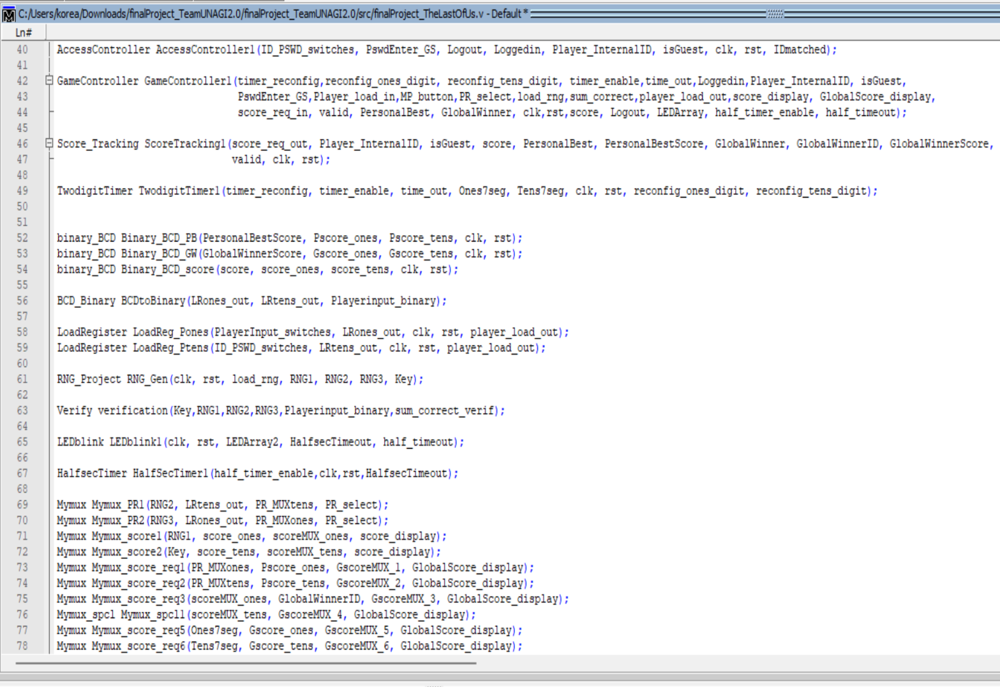 C:/Users/korea/Downloads/finalProject_TeamUNAGI2.0/finalProject_TeamUNAGI2.0/src/finalProject_TheLastOfUs.v - Default *
Ln#
40 AccessController AccessController1(ID_PSWD_switches, PswdEnter_GS, Logout, Loggedin, Player_InternalID, isGuest, clk, rst, IDmatched);
41
42 GameController GameController1(timer_reconfig,reconfig_ones_digit, reconfig_tens_digit, timer_enable,time_out,Loggedin,Player_InternalID, isGuest,
43 PswdEnter_GS,Player_load_in,MP_button,PR_select,load_rng,sum_correct,player_load_out,score_display, GlobalScore_display,
44 score_req_in, valid, PersonalBest, GlobalWinner, clk,rst,score, Logout, LEDArray, half_timer_enable, half_timeout);
45
46 Score_Tracking ScoreTracking1(score_req_out, Player_InternalID, isGuest, score, PersonalBest, PersonalBestScore, GlobalWinner, GlobalWinnerID, GlobalWinnerScore,
47 valid, clk, rst);
48
49 TwodigitTimer TwodigitTimer1(timer_reconfig, timer_enable, time_out, Ones7seg, Tens7seg, clk, rst, reconfig_ones_digit, reconfig_tens_digit);
50
51
52 binary_BCD Binary_BCD_PB(PersonalBestScore, Pscore_ones, Pscore_tens, clk, rst);
53 binary_BCD Binary_BCD_GW(GlobalWinnerScore, Gscore_ones, Gscore_tens, clk, rst);
54 binary_BCD Binary_BCD_score(score, score_ones, score_tens, clk, rst);
55
56 BCD_Binary BCDtoBinary(LRones_out, LRtens_out, Playerinput_binary);
57
58 LoadRegister LoadReg_Pones(PlayerInput_switches, LRones_out, clk, rst, player_load_out);
59 LoadRegister LoadReg_Ptens(ID_PSWD_switches, LRtens_out, clk, rst, player_load_out);
60
61 RNG_Project RNG_Gen(clk, rst, load_rng, RNG1, RNG2, RNG3, Key);
62
63 Verify verification(Key,RNG1,RNG2,RNG3,Playerinput_binary,sum_correct_verif);
64
65 LEDblink LEDblink1(clk, rst, LEDArray2, HalfsecTimeout, half_timeout);
66
67 HalfsecTimer HalfSecTimer1(half_timer_enable,clk,rst,HalfsecTimeout);
68
69 Mymux Mymux_PR1(RNG2, LRtens_out, PR_MUXtens, PR_select);
70 Mymux Mymux_PR2(RNG3, LRones_out, PR_MUXones, PR_select);
71 Mymux Mymux_score1(RNG1, score_ones, scoreMUX_ones, score_display);
72 Mymux Mymux_score2(Key, score_tens, scoreMUX_tens, score_display);
73 Mymux Mymux_score_req1(PR_MUXones, Pscore_ones, GscoreMUX_1, GlobalScore_display);
74 Mymux Mymux_score_req2(PR_MUXtens, Pscore_tens, GscoreMUX_2, GlobalScore_display);
75 Mymux Mymux_score_req3(scoreMUX_ones, GlobalWinnerID, GscoreMUX_3, GlobalScore_display);
76 Mymux_spcl Mymux_spcl1(scoreMUX_tens, GscoreMUX_4, GlobalScore_display);
77 Mymux Mymux_score_req5(Ones7seg, Gscore_ones, GscoreMUX_5, GlobalScore_display);
78 Mymux Mymux_score_req6(Tens7seg, Gscore_tens, GscoreMUX_6, GlobalScore_display);